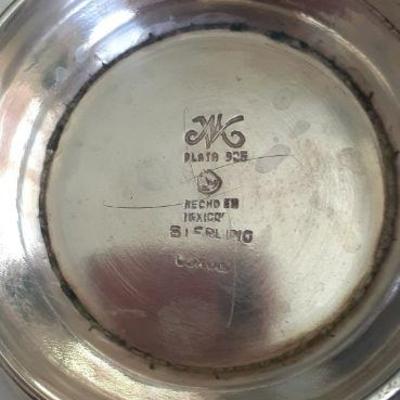 PLATA 925
HECHO EN
MEXICO
STERLING